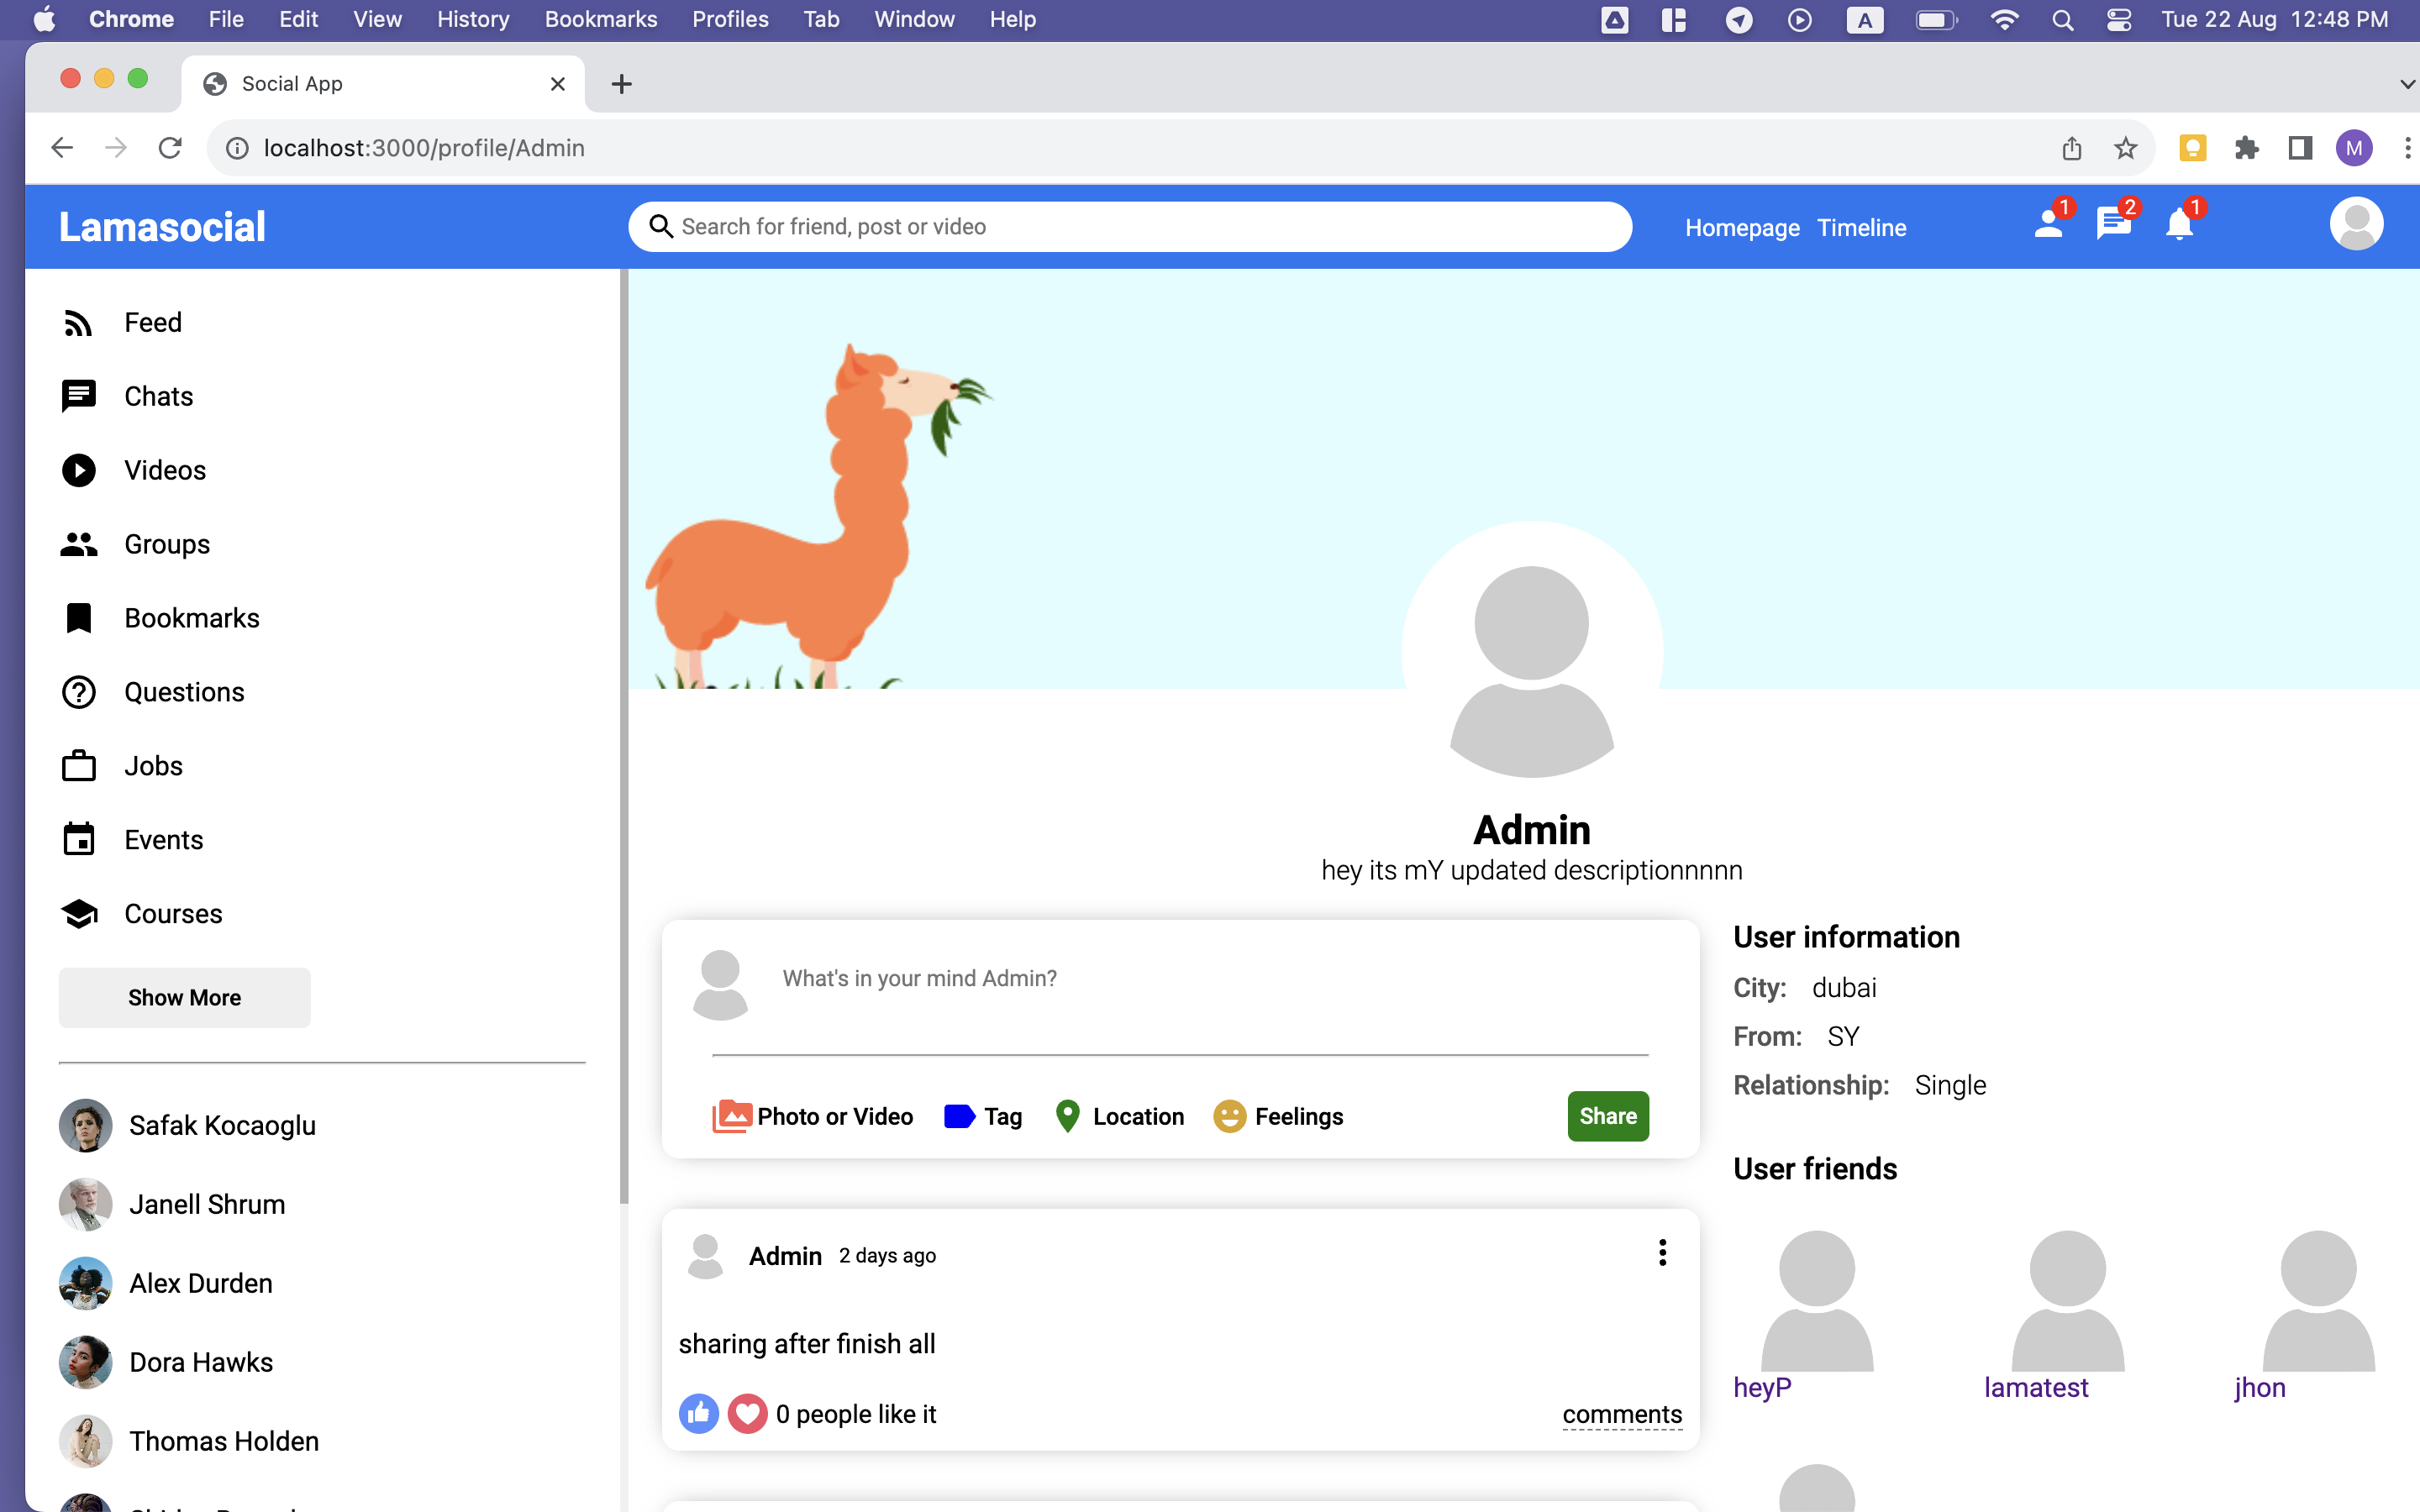 Chrome File Edit View History Bookmarks Profiles Tab Window Help A Tue 22 Aug 12:48 PM
Social App
localhost:3000/profile/Admin M
Lamasocial
Search for friend, post or video
Homepage Timeline
1 2 1
Feed
Chats
Videos
Groups
Bookmarks
Questions
Jobs
Events
Courses
Show More
Safak Kocaoglu
Janell Shrum
Alex Durden
Dora Hawks
Thomas Holden
Admin
hey its mY updated descriptionnnnn
What's in your mind Admin?
Photo or Video Tag Location Feelings Share
Admin 2 days ago
sharing after finish all
0 people like it comments
User information
City: dubai
From: SY
Relationship: Single
User friends
heyP lamatest jhon